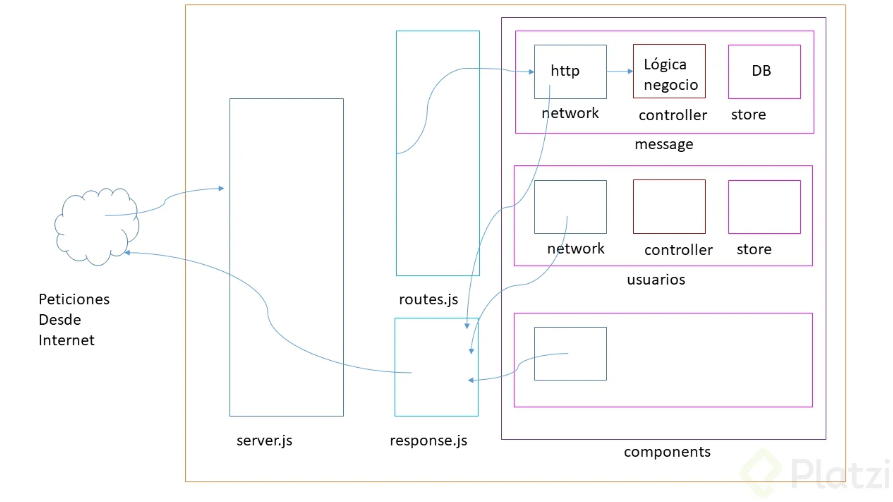 http
Lógica
negocio
DB
network
controller
store
message
network
controller
store
usuarios
Peticiones
Desde
Internet
routes.js
server.js
response.js
components
Platzi